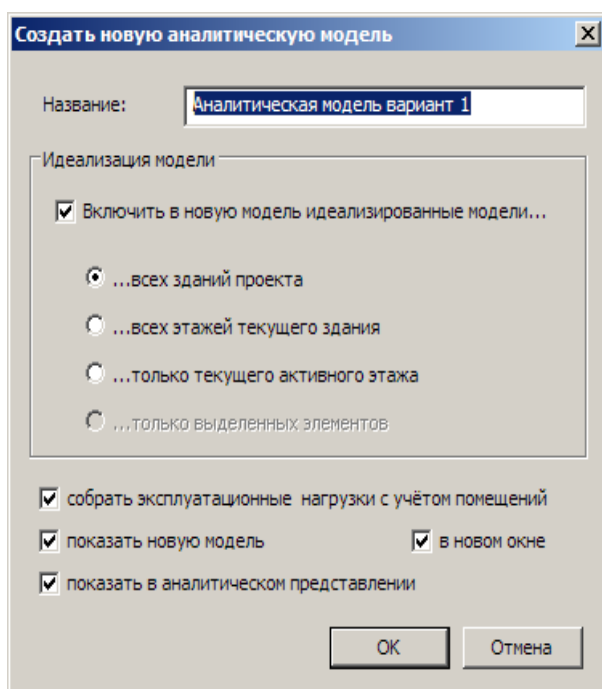 Создать новую аналитическую модель
Название: Аналитическая модель вариант 1
Идеализация модели
Включить в новую модель идеализированные модели...
...всех зданий проекта
...всех этажей текущего здания
...только текущего активного этажа
...только выделенных элементов
собрать эксплуатационные нагрузки с учётом помещений
показать новую модель в новом окне
показать в аналитическом представлении
OK Отмена